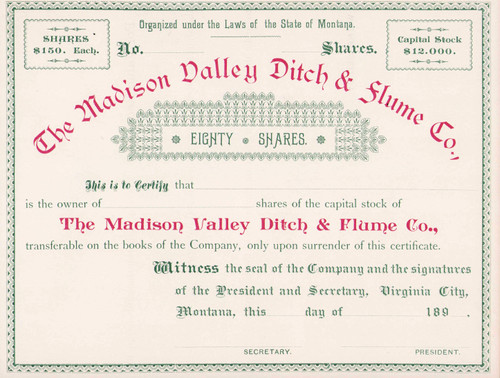 Organized under the Laws of the State of Montana.
SHARES
$150. Each.
No. Shares.
Capital Stock
$12.000.
The Madison Valley Ditch & Flume Co.,
EIGHTY SHARES.
This is to Certify that
is the owner of shares of the capital stock of
The Madison Valley Ditch & Flume Co.,
transferable on the books of the Company, only upon surrender of this certificate.
Witness the seal of the Company and the signatures
of the President and Secretary, Virginia City,
Montana, this day of 189 .
SECRETARY. PRESIDENT.